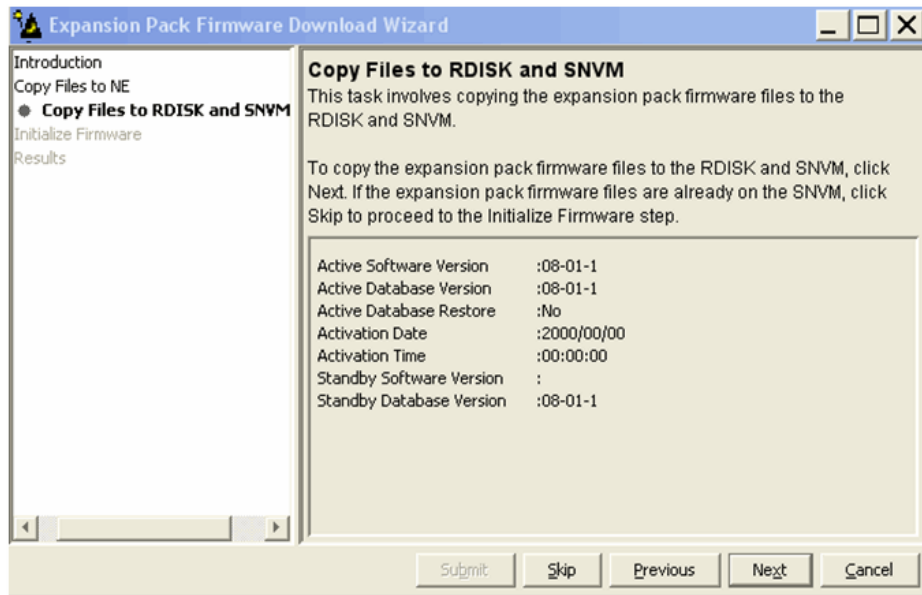 Expansion Pack Firmware Download Wizard
Introduction
Copy Files to NE
Copy Files to RDISK and SNVM
Initialize Firmware
Results
Copy Files to RDISK and SNVM
This task involves copying the expansion pack firmware files to the
RDISK and SNVM.
To copy the expansion pack firmware files to the RDISK and SNVM, click
Next. If the expansion pack firmware files are already on the SNVM, click
Skip to proceed to the Initialize Firmware step.
Active Software Version :08-01-1
Active Database Version :08-01-1
Active Database Restore :No
Activation Date :2000/00/00
Activation Time :00:00:00
Standby Software Version :
Standby Database Version :08-01-1
Submit Skip Previous Next Cancel